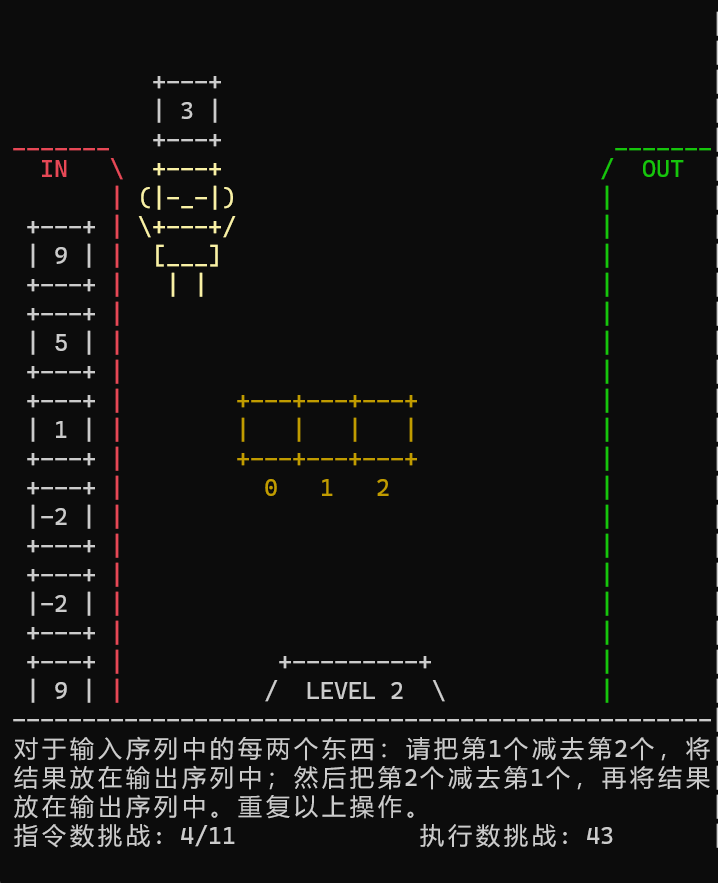 3
IN
OUT
9
5
1
0 1 2
-2
-2
9
LEVEL 2
对于输入序列中的每两个东西: 请把第1个减去第2个, 将
结果放在输出序列中; 然后把第2个减去第1个, 再将结果
放在输出序列中。重复以上操作。
指令数挑战: 4/11 执行数挑战: 43